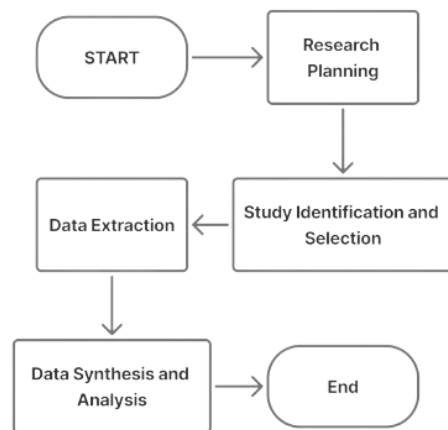 START
Research
Planning
Study Identification and
Selection
Data Extraction
Data Synthesis and
Analysis
End